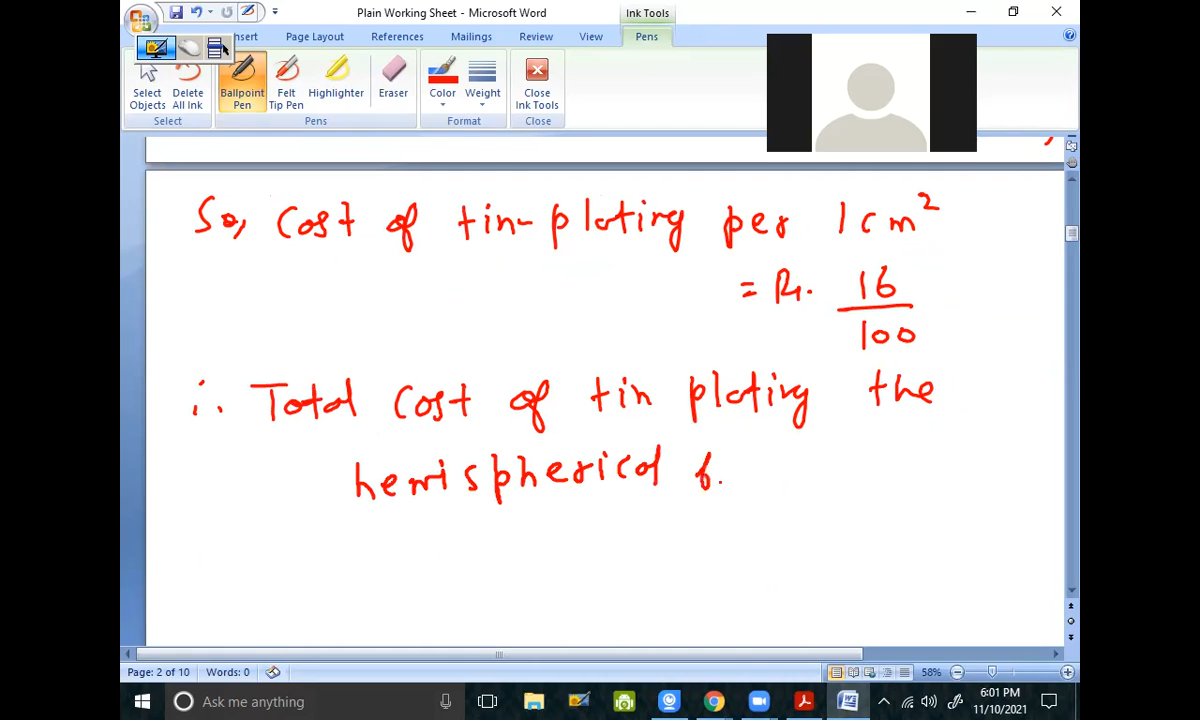 Plain Working Sheet - Microsoft Word
Ink Tools
Insert Page Layout References Mailings Review View Pens
Select Objects
Delete All Ink
Ballpoint Pen
Felt Tip Pen
Highlighter
Eraser
Color
Weight
Close Ink Tools
Select Pens Format Close
So, Cost of tin-plating per 1 cm²
= Rs. 16/100
∴ Total cost of tin plating the
hemispherical b
Page: 2 of 10 Words: 0 58%
Ask me anything
6:01 PM
11/10/2021